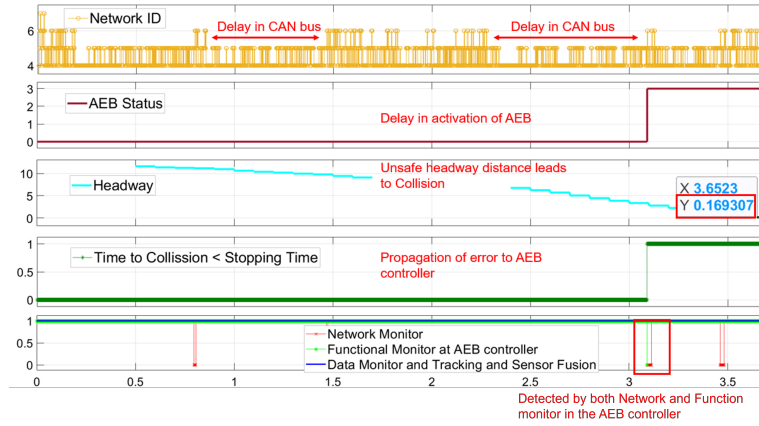 Network ID
Delay in CAN bus
Delay in CAN bus
6
4
AEB Status
Delay in activation of AEB
3
2
1
0
Headway
Unsafe headway distance leads
to Collision
X 3.6523
Y 0.169307
10
5
0
Time to Collission < Stopping Time
Propagation of error to AEB
controller
1
0.5
0
Network Monitor
Functional Monitor at AEB controller
Data Monitor and Tracking and Sensor Fusion
1
0.5
0
0 0.5 1 1.5 2 2.5 3 3.5
Detected by both Network and Function
monitor in the AEB controller